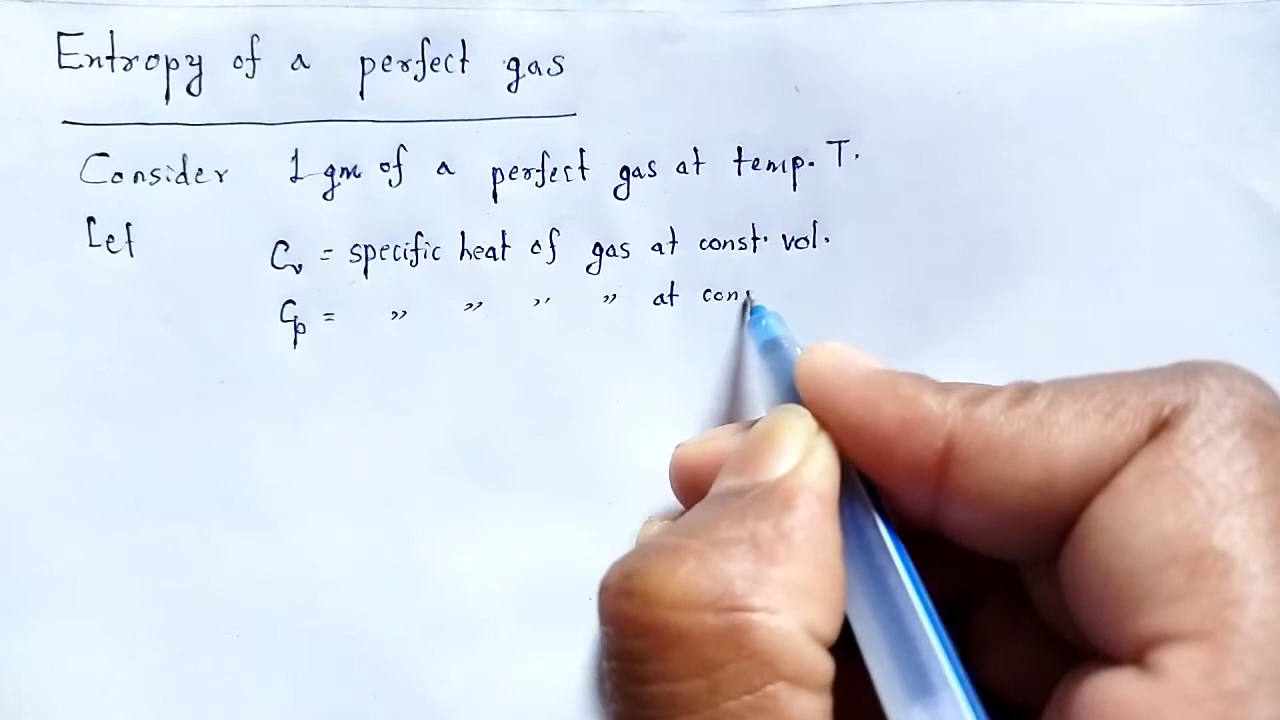 Entropy of a perfect gas
Consider 1 gm of a perfect gas at temp. T.
Let
Cv = specific heat of gas at const. vol.
Cp = " " " " at con